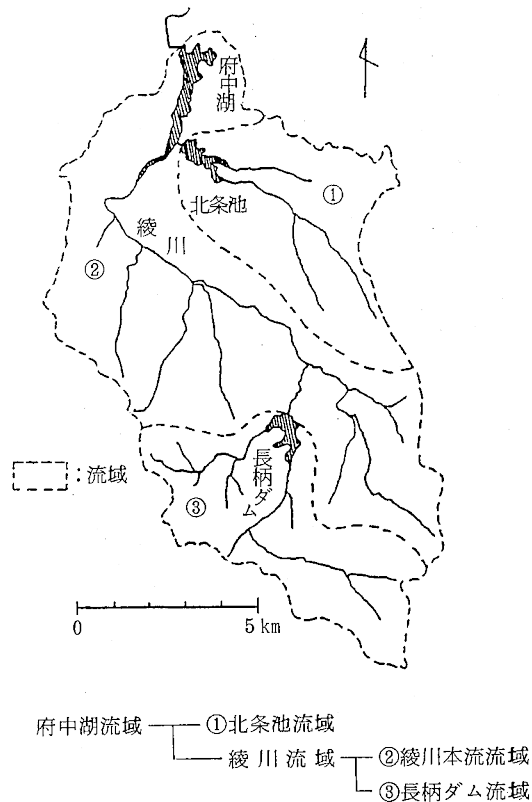 府中湖
①
北条池
綾川
②
長柄ダム
③
:流域
0 5km
府中湖流域 ①北条池流域
綾川流域 ②綾川本流流域
③長柄ダム流域